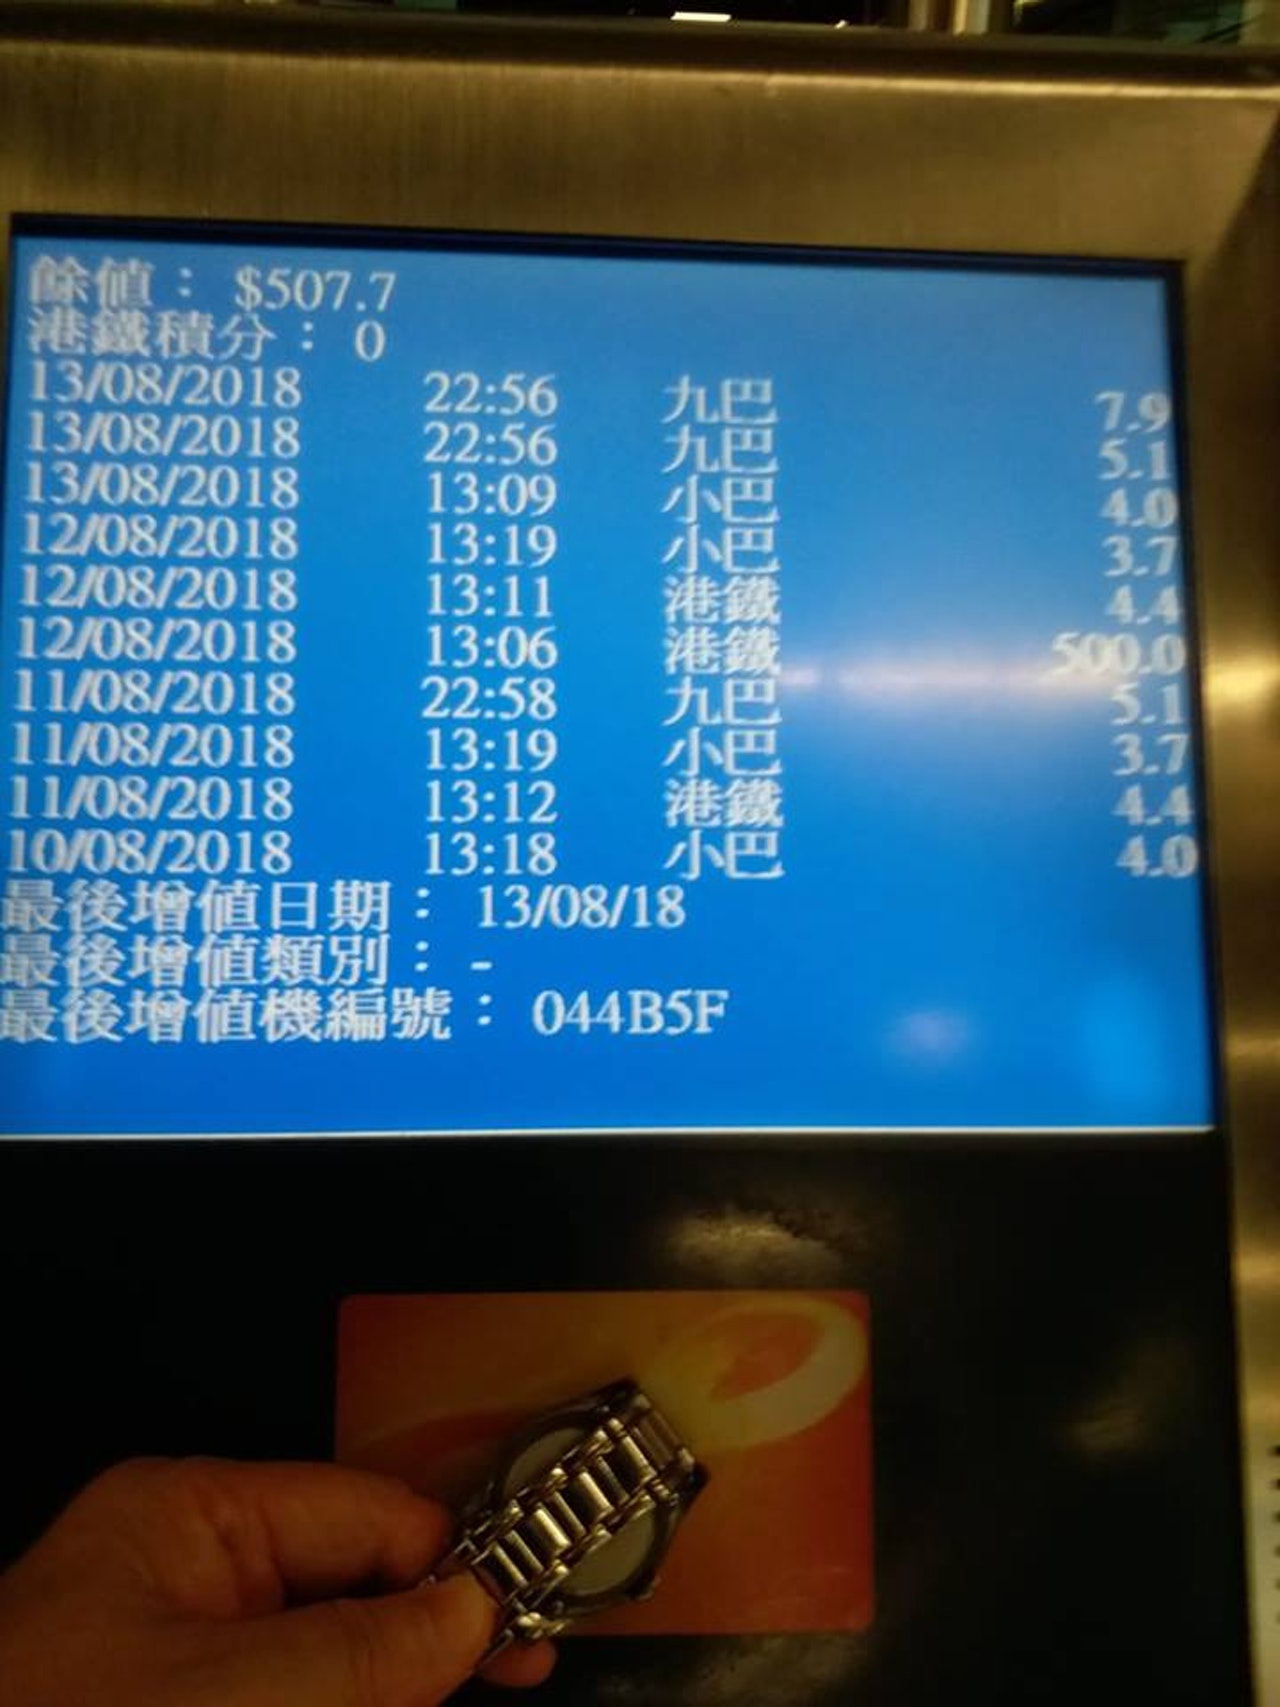 餘值： $507.7
港鐵積分： 0
13/08/2018 22:56 九巴 7.9
13/08/2018 22:56 九巴 5.1
13/08/2018 13:09 小巴 4.0
12/08/2018 13:19 小巴 3.7
12/08/2018 13:11 港鐵 4.4
12/08/2018 13:06 港鐵 500.0
11/08/2018 22:58 九巴 5.1
11/08/2018 13:19 小巴 3.7
11/08/2018 13:12 港鐵 4.4
10/08/2018 13:18 小巴 4.0
最後增值日期： 13/08/18
最後增值類別： -
最後增值機編號： 044B5F